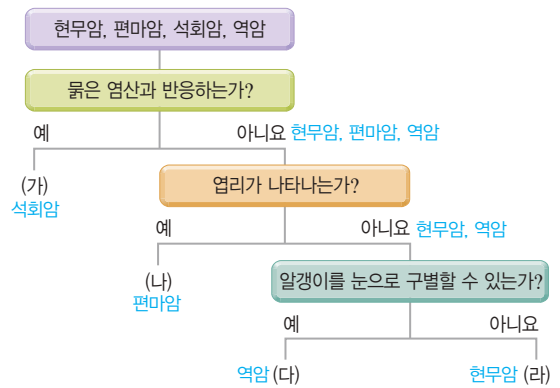 현무암, 편마암, 석회암, 역암
묽은 염산과 반응하는가?
예
아니요 현무암, 편마암, 역암
(가)
석회암
엽리가 나타나는가?
예
아니요 현무암, 역암
(나)
편마암
알갱이를 눈으로 구별할 수 있는가?
예
아니요
역암 (다)
현무암 (라)